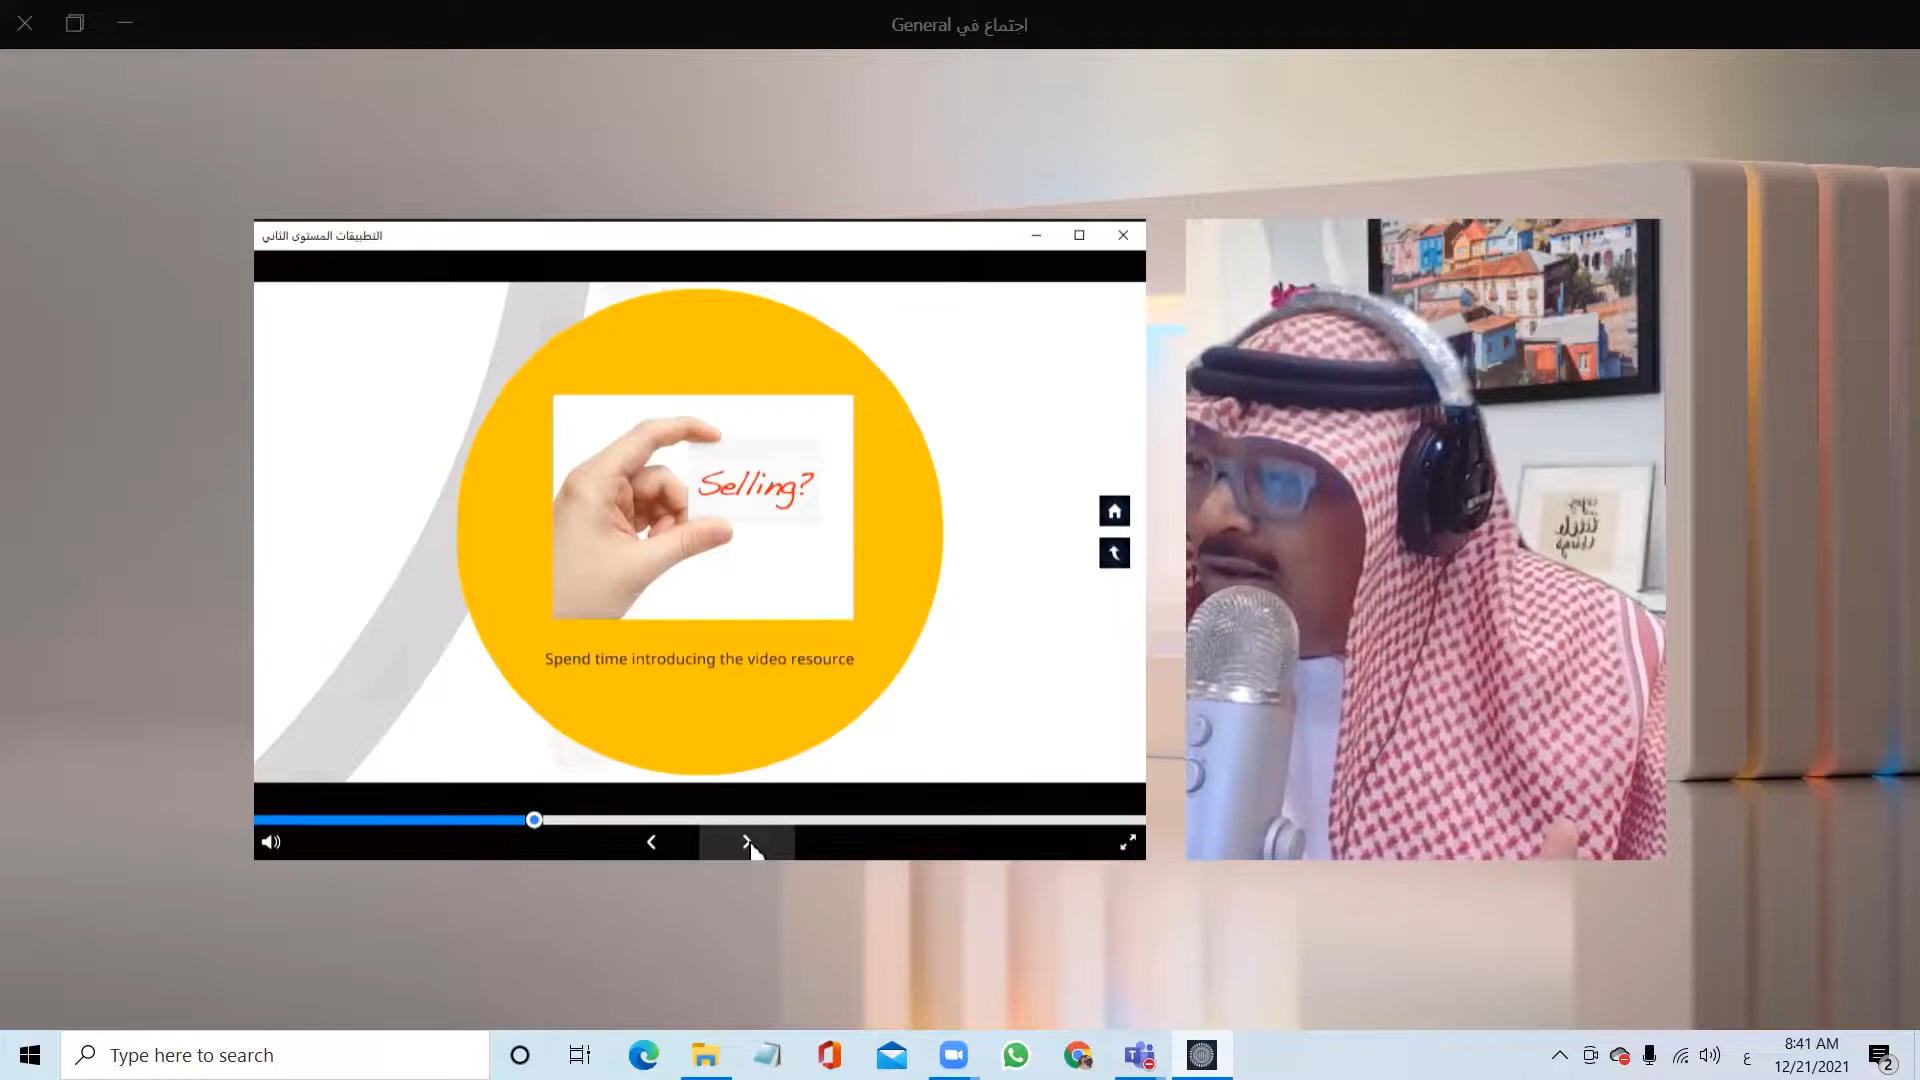 اجتماع في General
التطبيقات المستوى الثاني
Selling?
Spend time introducing the video resource
Type here to search
ع
8:41 AM
12/21/2021
2